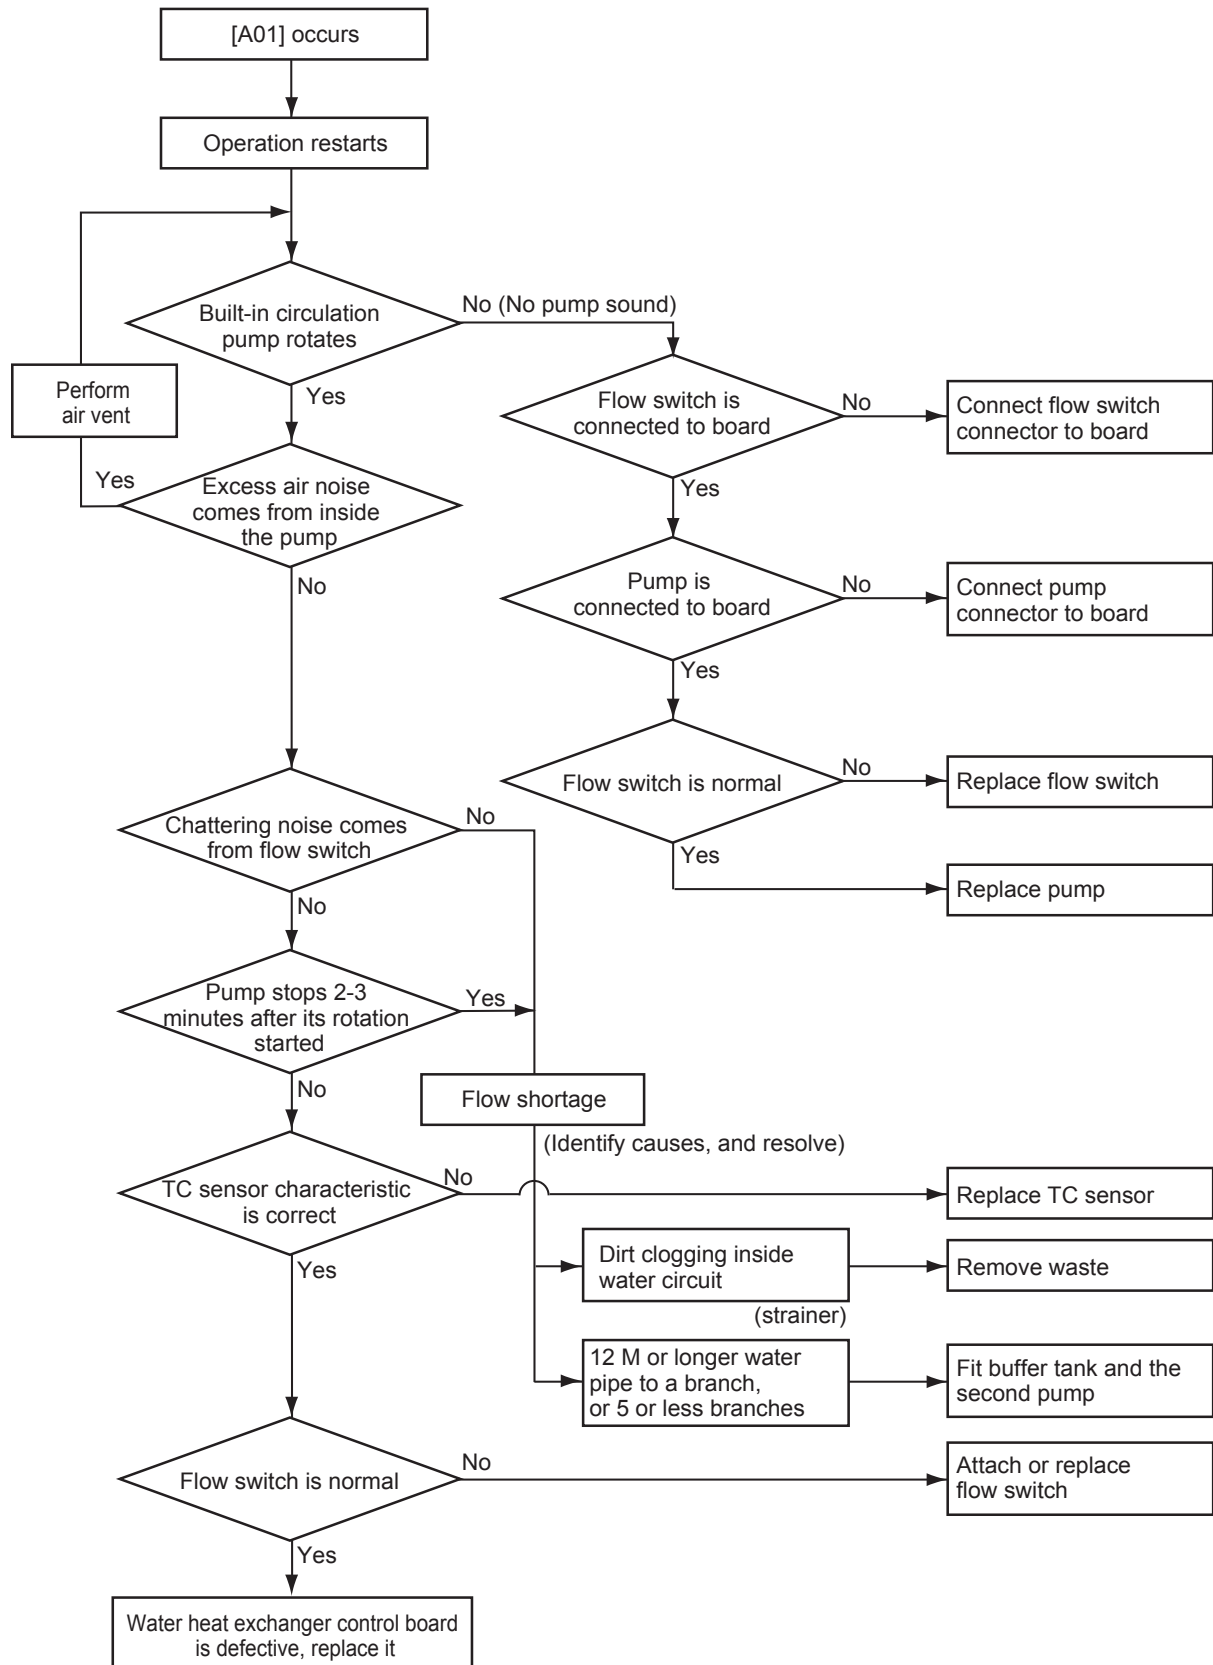 [A01] occurs
Operation restarts
Built-in circulation
pump rotates
No (No pump sound)
Yes
Perform
air vent
Yes
Excess air noise
comes from inside
the pump
No
Flow switch is
connected to board
No
Connect flow switch
connector to board
Yes
Pump is
connected to board
No
Connect pump
connector to board
Yes
Flow switch is normal
No
Replace flow switch
Yes
Replace pump
Chattering noise comes
from flow switch
No
No
Pump stops 2-3
minutes after its rotation
started
Yes
No
Flow shortage
(Identify causes, and resolve)
TC sensor characteristic
is correct
No
Replace TC sensor
Yes
Dirt clogging inside
water circuit
(strainer)
Remove waste
12 M or longer water
pipe to a branch,
or 5 or less branches
Fit buffer tank and the
second pump
Flow switch is normal
No
Attach or replace
flow switch
Yes
Water heat exchanger control board
is defective, replace it